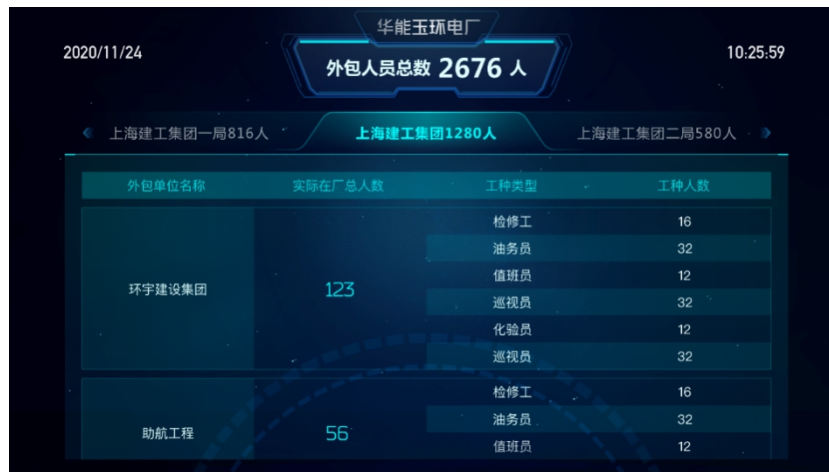 华能玉环电厂
2020/11/24
外包人员总数 2676 人
10:25:59
上海建工集团一局816人
上海建工集团1280人
上海建工集团二局580人
外包单位名称 实际在厂总人数 工种类型 工种人数
检修工 16
油务员 32
值班员 12
环宇建设集团 123
巡视员 32
化验员 12
巡视员 32
检修工 16
油务员 32
助航工程 56
值班员 12